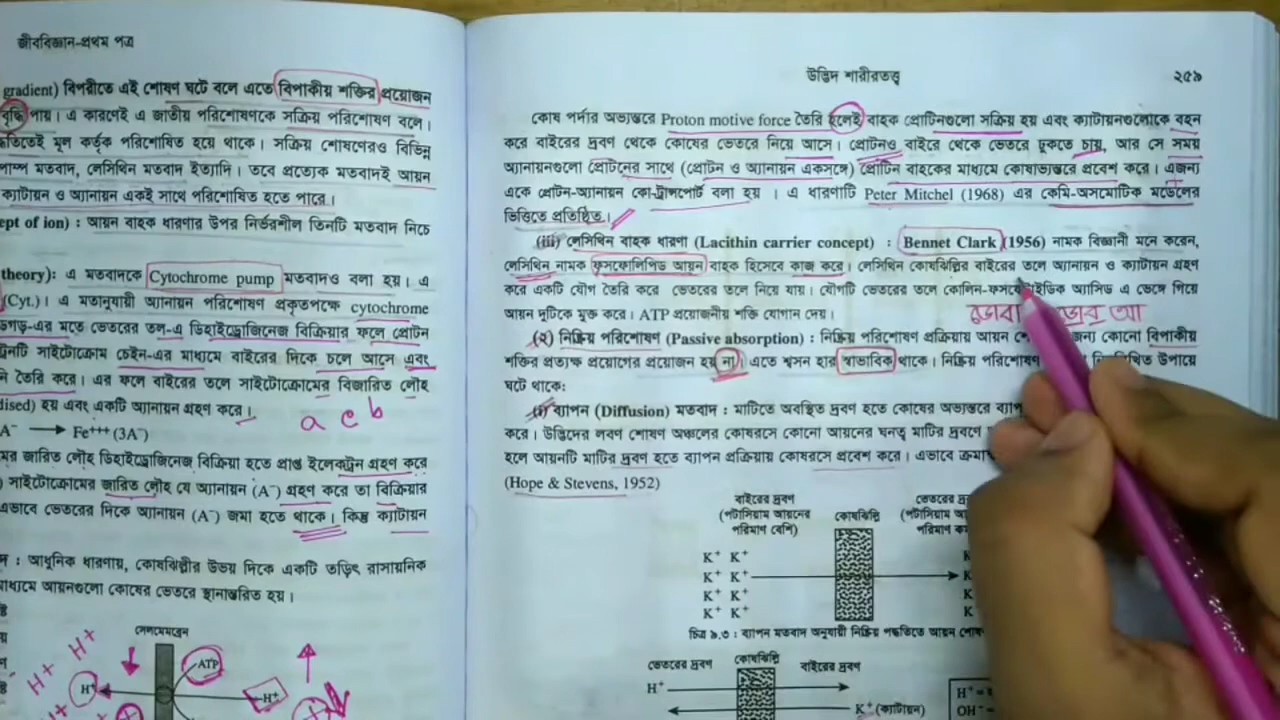 জীববিজ্ঞান-প্রথম পত্র
gradient) বিপরীতে এই শোষণ ঘটে বলে এতে বিপাকীয় শক্তির প্রয়োজন
বৃদ্ধি পায়। এ কারণেই এ জাতীয় পরিশোষণকে সক্রিয় পরিশোষণ বলে।
মূল কর্তৃক পরিশোষিত হয়ে থাকে। সক্রিয় শোষণেরও বিভিন্ন
পাম্প মতবাদ, লেসিথিন মতবাদ ইত্যাদি। তবে প্রত্যেক মতবাদই আয়ন
ক্যাটায়ন ও অ্যানায়ন একই সাথে পরিশোষিত হতে পারে।
ept of ion) : আয়ন বাহক ধারণার উপর নির্ভরশীল তিনটি মতবাদ নিচে
theory): এ মতবাদকে Cytochrome pump মতবাদও বলা হয়। এ
(Cyt.)। এ মতানুযায়ী অ্যানায়ন পরিশোষণ প্রকৃতপক্ষে cytochrome
মতে ভেতরের তল-এ ডিহাইড্রোজিনেজ বিক্রিয়ার ফলে প্রোটন
সাইটোক্রোম চেইন-এর মাধ্যমে বাইরের দিকে চলে আসে এবং
তৈরি করে। এর ফলে বাইরের তলে সাইটোক্রোমের বিজারিত লৌহ
dised) হয় এবং একটি অ্যানায়ন গ্রহণ করে।
a c b
A⁻ ⟶ Fe⁺⁺⁺ (3A⁻)
মের জারিত লৌহ ডিহাইড্রোজিনেজ বিক্রিয়া হতে প্রাপ্ত ইলেকট্রন গ্রহণ করে
সাইটোক্রোমের জারিত লৌহ যে অ্যানায়ন (A⁻) গ্রহণ করে তা বিক্রিয়ার
এভাবে ভেতরের দিকে অ্যানায়ন (A⁻) জমা হতে থাকে। কিন্তু ক্যাটায়ন
: আধুনিক ধারণায়, কোষঝিল্লীর উভয় দিকে একটি তড়িৎ রাসায়নিক
মাধ্যমে আয়নগুলো কোষের ভেতরে স্থানান্তরিত হয়।
সেলমেমব্রেন
H⁺ H⁺
ATP
H⁺ H⁺
উদ্ভিদ শারীরতত্ত্ব ২৫৯
কোষ পর্দার অভ্যন্তরে Proton motive force তৈরি হলেই বাহক প্রোটিনগুলো সক্রিয় হয় এবং ক্যাটায়নগুলোকে বহন
করে বাইরের দ্রবণ থেকে কোষের ভেতরে নিয়ে আসে। প্রোটনও বাইরে থেকে ভেতরে ঢুকতে চায়, আর সে সময়
অ্যানায়নগুলো প্রোটনের সাথে (প্রোটন ও অ্যানায়ন একসঙ্গে) প্রোটিন বাহকের মাধ্যমে কোষাভ্যন্তরে প্রবেশ করে। এজন্য
একে প্রোটন-অ্যানায়ন কো-ট্রান্সপোর্ট বলা হয় । এ ধারণাটি Peter Mitchel (1968) এর কেমি-অসমোটিক মডেলের
ভিত্তিতে প্রতিষ্ঠিত।
(iii) লেসিথিন বাহক ধারণা (Lacithin carrier concept) : Bennet Clark (1956) নামক বিজ্ঞানী মনে করেন,
লেসিথিন নামক ফসফোলিপিড আয়ন বাহক হিসেবে কাজ করে। লেসিথিন কোষঝিল্লির বাইরের তলে অ্যানায়ন ও ক্যাটায়ন গ্রহণ
করে একটি যৌগ তৈরি করে ভেতরের তলে নিয়ে যায়। যৌগটি ভেতরের তলে অ্যাসিড এ ভেঙ্গে গিয়ে
আয়ন দুটিকে মুক্ত করে। ATP প্রয়োজনীয় শক্তি যোগান দেয়।
(২) নিষ্ক্রিয় পরিশোষণ (Passive absorption) : নিষ্ক্রিয় পরিশোষণ প্রক্রিয়ায় আয়ন জন্য কোনো বিপাকীয়
শক্তির প্রত্যক্ষ প্রয়োগের প্রয়োজন হয় না। এতে শ্বসন হার স্বাভাবিক থাকে। নিষ্ক্রিয় পরিশোষণ উপায়ে
ঘটে থাকে:
(i) ব্যাপন (Diffusion) মতবাদ : মাটিতে অবস্থিত দ্রবণ হতে কোষের অভ্যন্তরে
করে। উদ্ভিদের লবণ শোষণ অঞ্চলের কোষরসে কোনো আয়নের ঘনত্ব মাটির দ্রবণে
হলে আয়নটি মাটির দ্রবণ হতে ব্যাপন প্রক্রিয়ায় কোষরসে প্রবেশ করে। এভাবে
(Hope & Stevens, 1952)
বাইরের দ্রবণ কোষঝিল্লি ভেতরের
(পটাসিয়াম আয়নের (পটাসিয়াম
পরিমাণ বেশি) পরিমাণ
K⁺ K⁺
K⁺ K⁺
K⁺ K⁺
K⁺ K⁺
চিত্র ৯.৩ : ব্যাপন মতবাদ অনুযায়ী নিষ্ক্রিয় পদ্ধতিতে আয়ন
ভেতরের দ্রবণ কোষঝিল্লি বাইরের দ্রবণ
H⁺ H⁺ =
K⁺ (ক্যাটায়ন) OH⁻ =